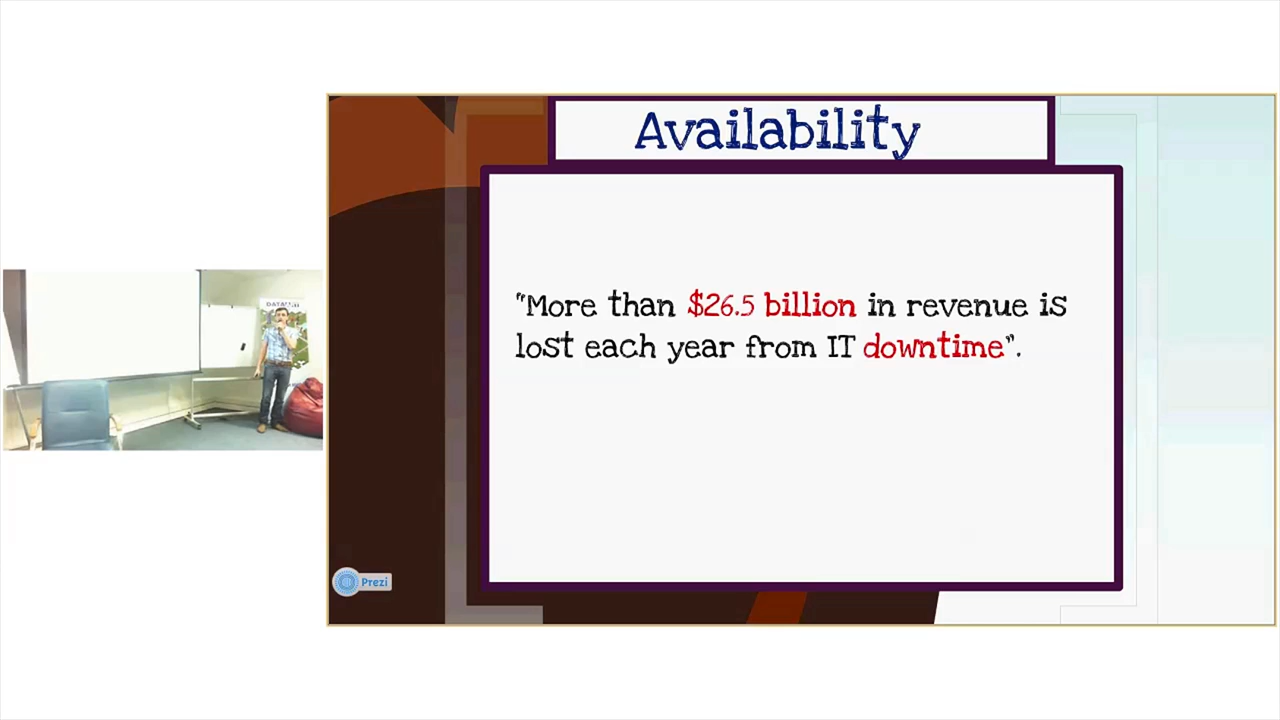 Availability
"More than $26.5 billion in revenue is
lost each year from IT downtime".
Prezi